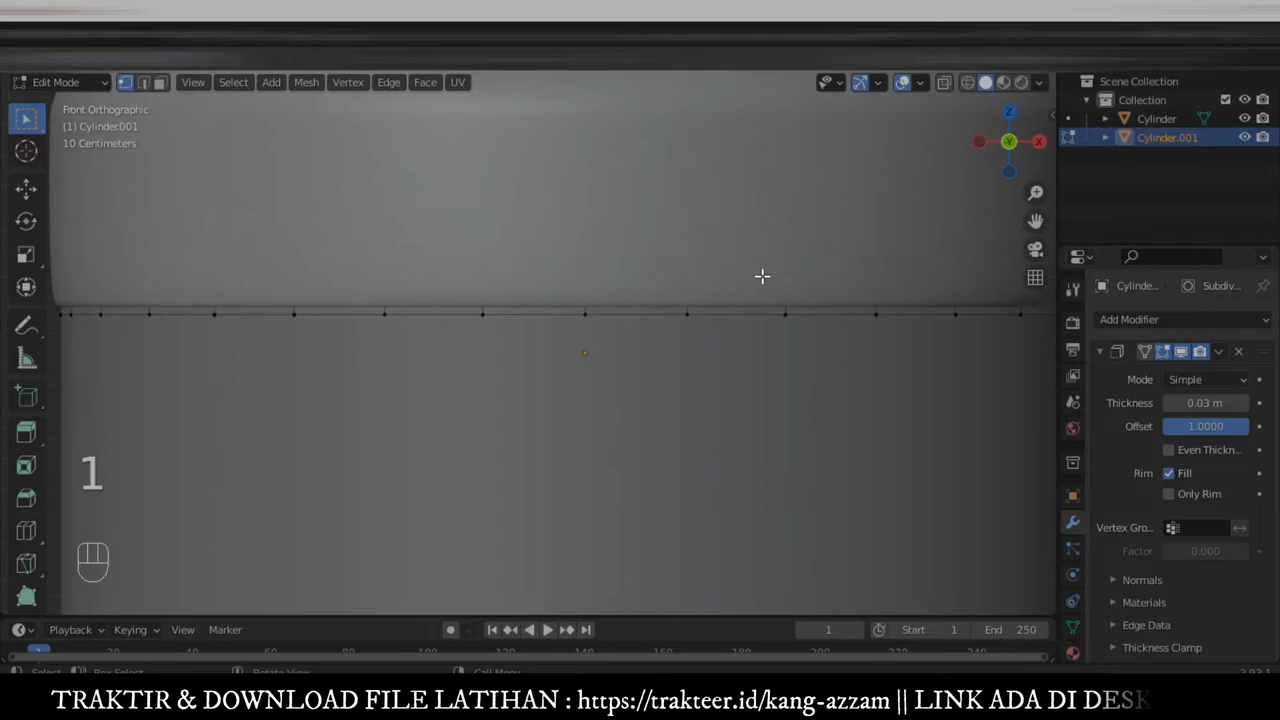 Edit Mode View Select Add Mesh Vertex Edge Face UV
Front Orthographic
(1) Cylinder.001
10 Centimeters
Z
Y
X
1
Scene Collection
Collection
Cylinder
Cylinder.001
Cylinde... Subdiv...
Add Modifier
Mode Simple
Thickness 0.03 m
Offset 1.0000
Even Thickn...
Rim Fill
Only Rim
Vertex Gro...
Factor 0.000
Normals
Materials
Edge Data
Thickness Clamp
Playback Keying View Marker 1 Start 1 End 250
TRAKTIR & DOWNLOAD FILE LATIHAN : https://trakteer.id/kang-azzam || LINK ADA DI DESK